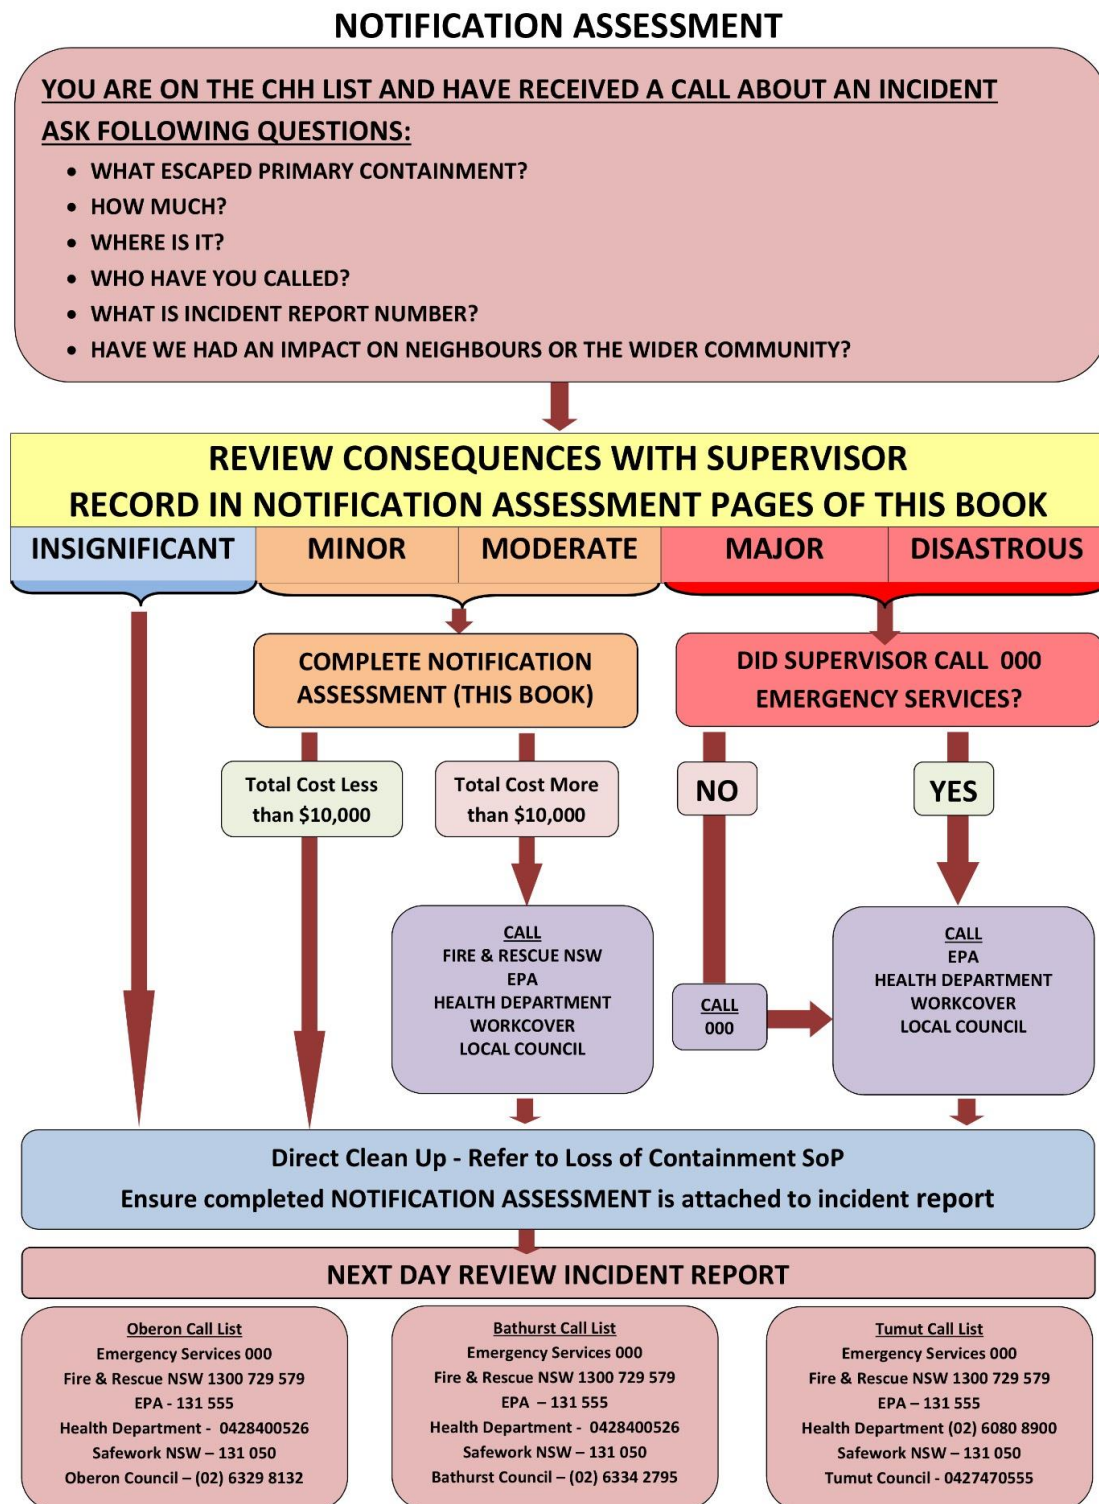 NOTIFICATION ASSESSMENT
YOU ARE ON THE CHH LIST AND HAVE RECEIVED A CALL ABOUT AN INCIDENT
ASK FOLLOWING QUESTIONS:
• WHAT ESCAPED PRIMARY CONTAINMENT?
• HOW MUCH?
• WHERE IS IT?
• WHO HAVE YOU CALLED?
• WHAT IS INCIDENT REPORT NUMBER?
• HAVE WE HAD AN IMPACT ON NEIGHBOURS OR THE WIDER COMMUNITY?
REVIEW CONSEQUENCES WITH SUPERVISOR
RECORD IN NOTIFICATION ASSESSMENT PAGES OF THIS BOOK
INSIGNIFICANT
MINOR
MODERATE
MAJOR
DISASTROUS
COMPLETE NOTIFICATION
ASSESSMENT (THIS BOOK)
DID SUPERVISOR CALL 000
EMERGENCY SERVICES?
Total Cost Less
than $10,000
Total Cost More
than $10,000
NO
YES
CALL
FIRE & RESCUE NSW
EPA
HEALTH DEPARTMENT
WORKCOVER
LOCAL COUNCIL
CALL
000
CALL
EPA
HEALTH DEPARTMENT
WORKCOVER
LOCAL COUNCIL
Direct Clean Up - Refer to Loss of Containment SoP
Ensure completed NOTIFICATION ASSESSMENT is attached to incident report
NEXT DAY REVIEW INCIDENT REPORT
Oberon Call List
Emergency Services 000
Fire & Rescue NSW 1300 729 579
EPA - 131 555
Health Department - 0428400526
Safework NSW – 131 050
Oberon Council – (02) 6329 8132
Bathurst Call List
Emergency Services 000
Fire & Rescue NSW 1300 729 579
EPA – 131 555
Health Department - 0428400526
Safework NSW – 131 050
Bathurst Council – (02) 6334 2795
Tumut Call List
Emergency Services 000
Fire & Rescue NSW 1300 729 579
EPA – 131 555
Health Department (02) 6080 8900
Safework NSW – 131 050
Tumut Council - 0427470555